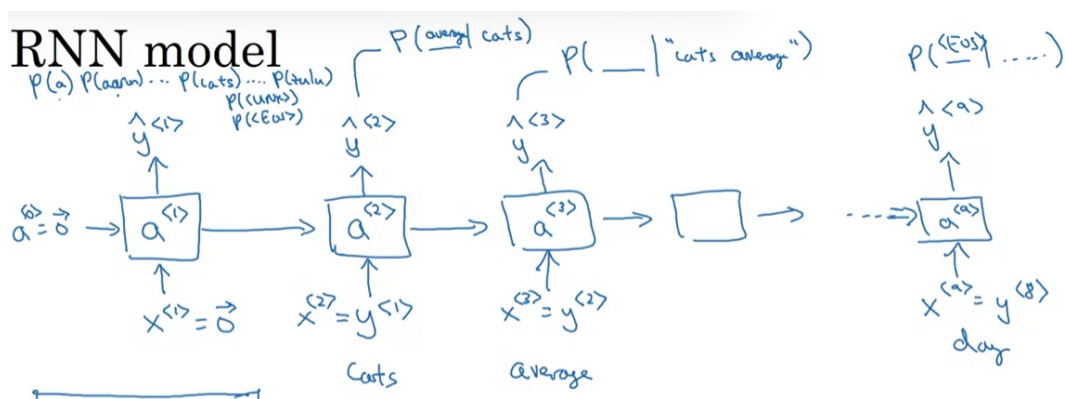 RNN model
P(a) P(aaron) ... P(cats) .... P(zulu)
P(<UNK>)
P(<EOS>)
P(average | cats)
P(__ | "cats average")
P(<EOS> | .....)
ŷ<1>
ŷ<2>
ŷ<3>
ŷ<9>
a<0> = 0⃗
a<1>
a<2>
a<3>
a<9>
x<1> = 0⃗
x<2> = y<1>
x<3> = y<2>
x<9> = y<8>
Cats
average
day